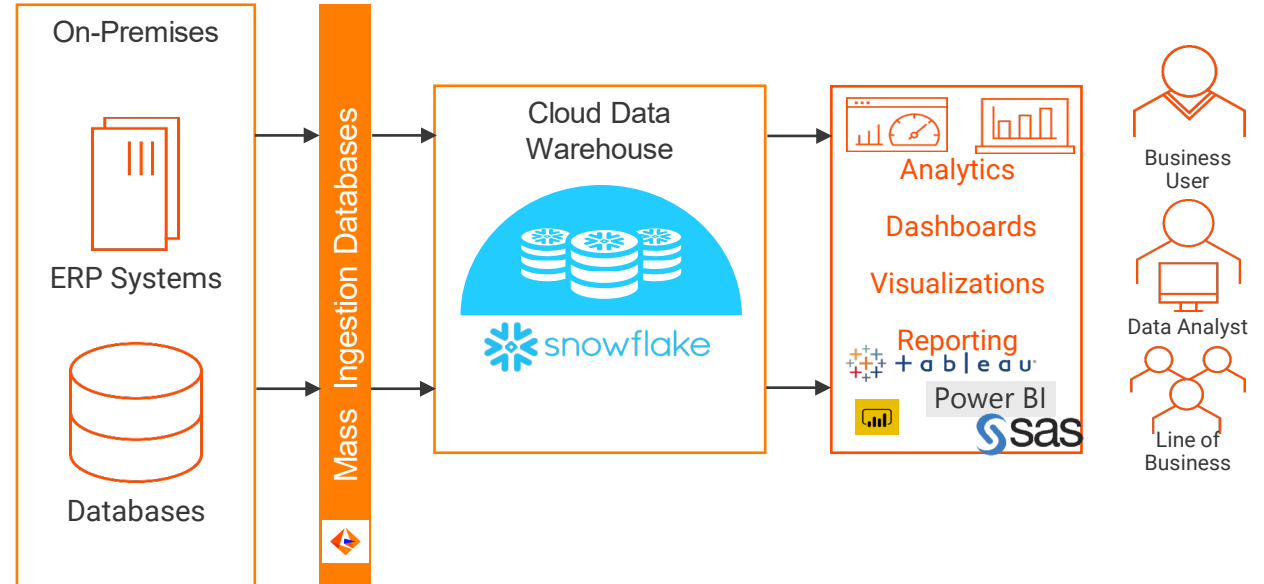 On-Premises
ERP Systems
Databases
Mass Ingestion Databases
Cloud Data
Warehouse
snowflake
Analytics
Dashboards
Visualizations
Reporting
+ a b | e a u
Power BI
sas
Business
User
Data Analyst
Line of
Business